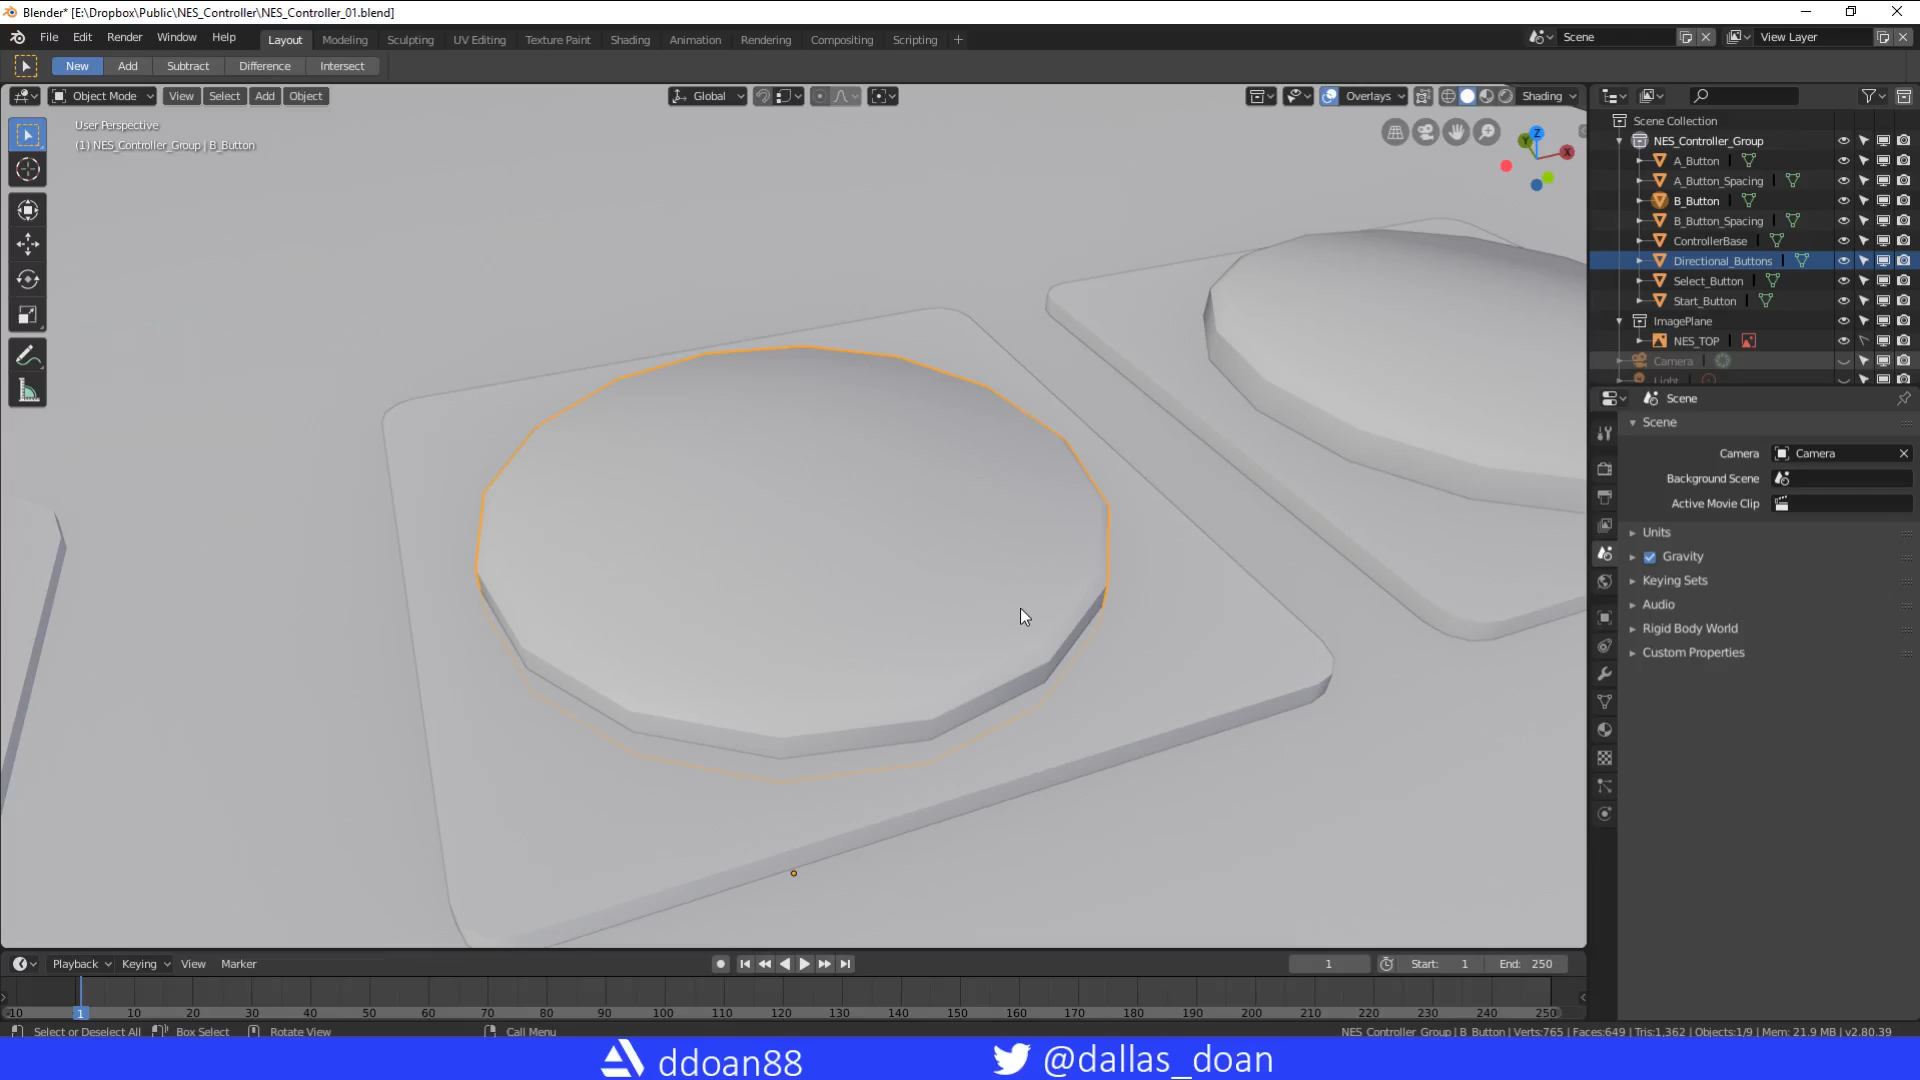 Blender* [E:\Dropbox\Public\NES_Controller\NES_Controller_01.blend]
File Edit Render Window Help Layout Modeling Sculpting UV Editing Texture Paint Shading Animation Rendering Compositing Scripting + Scene View Layer
New Add Subtract Difference Intersect
Object Mode View Select Add Object Global Overlays Shading
User Perspective
(1) NES_Controller_Group | B_Button
Z
Y
X
Scene Collection
NES_Controller_Group
A_Button
A_Button_Spacing
B_Button
B_Button_Spacing
ControllerBase
Directional_Buttons
Select_Button
Start_Button
ImagePlane
NES_TOP
Camera
Light
Scene
Scene
Camera Camera
Background Scene
Active Movie Clip
Units
Gravity
Keying Sets
Audio
Rigid Body World
Custom Properties
Playback Keying View Marker 1 Start: 1 End: 250
-10 1 10 20 30 40 50 60 70 80 90 100 110 120 130 140 150 160 170 180 190 200 210 220 230 240 250
Select or Deselect All Box Select Rotate View Call Menu NES_Controller_Group | B_Button | Verts:765 | Faces:649 | Tris:1,362 | Objects:1/9 | Mem: 21.9 MB | v2.80.39
ddoan88 @dallas_doan